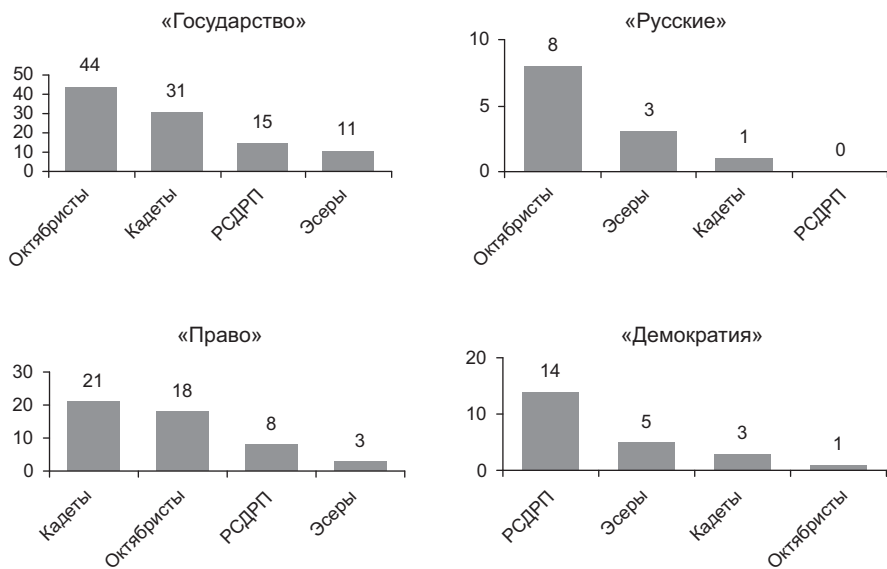 «Государство»
50
40
30
20
10
0
44
31
15
11
Октябристы
Кадеты
РСДРП
Эсеры
«Русские»
10
5
0
8
3
1
0
Октябристы
Эсеры
Кадеты
РСДРП
«Право»
30
20
10
0
21
18
8
3
Кадеты
Октябристы
РСДРП
Эсеры
«Демократия»
20
10
0
14
5
3
1
РСДРП
Эсеры
Кадеты
Октябристы